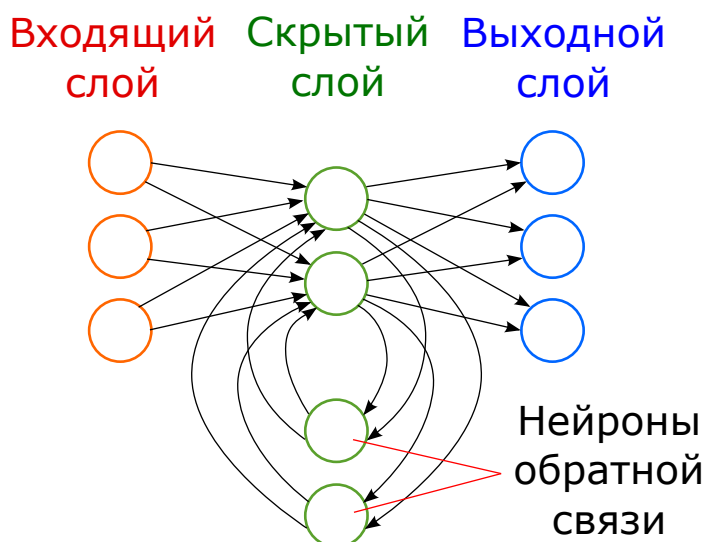 Входящий
слой
Скрытый
слой
Выходной
слой
Нейроны
обратной
связи